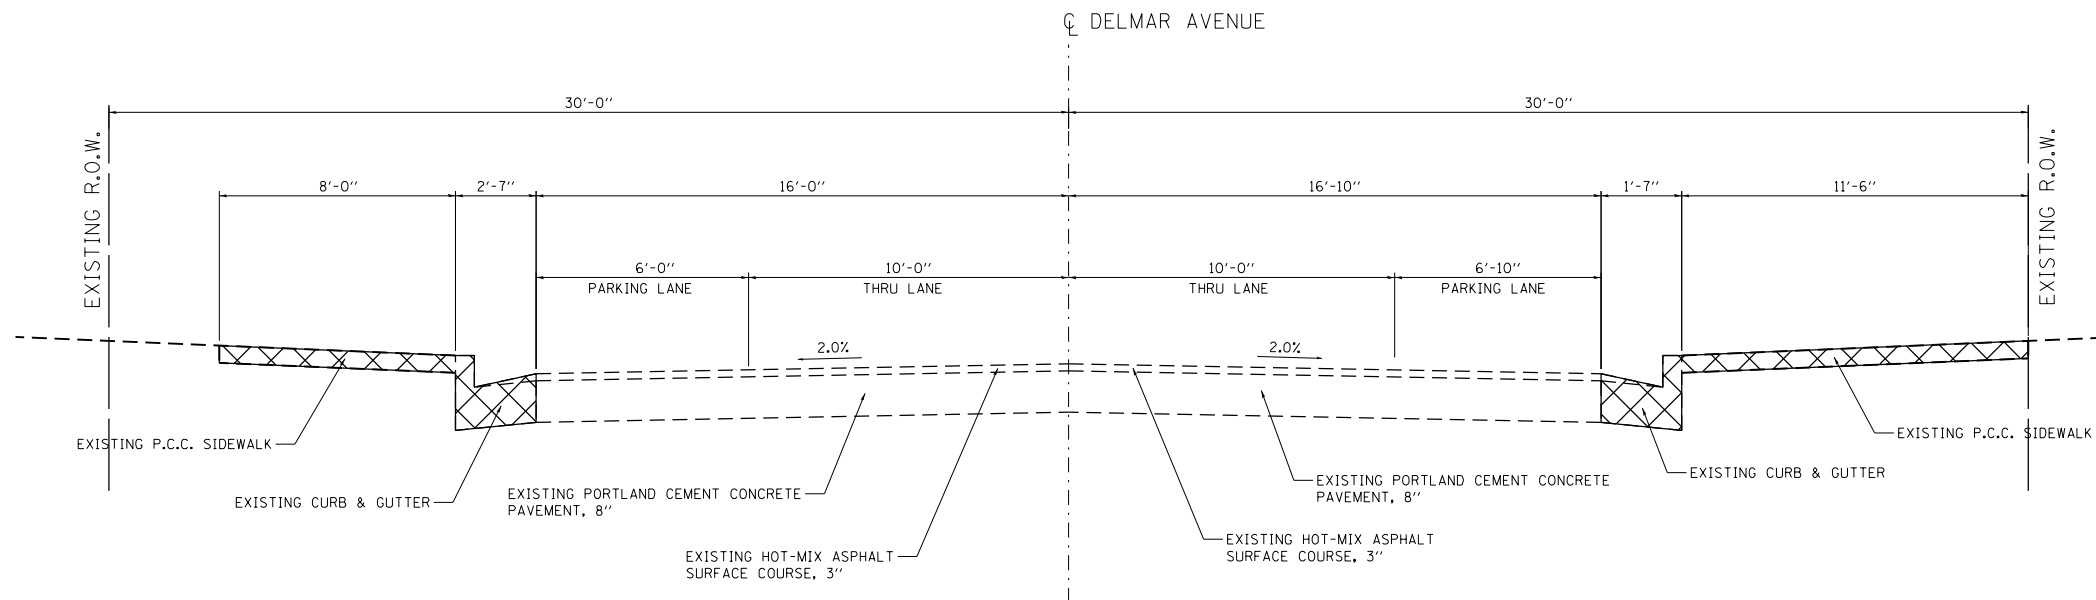 ℄ DELMAR AVENUE
30'-0"
30'-0"
EXISTING R.O.W.
EXISTING R.O.W.
8'-0"
2'-7"
16'-0"
16'-10"
1'-7"
11'-6"
6'-0"
10'-0"
10'-0"
6'-10"
PARKING LANE
THRU LANE
THRU LANE
PARKING LANE
2.0%
2.0%
EXISTING P.C.C. SIDEWALK
EXISTING P.C.C. SIDEWALK
EXISTING CURB & GUTTER
EXISTING PORTLAND CEMENT CONCRETE
PAVEMENT, 8"
EXISTING PORTLAND CEMENT CONCRETE
PAVEMENT, 8"
EXISTING CURB & GUTTER
EXISTING HOT-MIX ASPHALT
SURFACE COURSE, 3"
EXISTING HOT-MIX ASPHALT
SURFACE COURSE, 3"